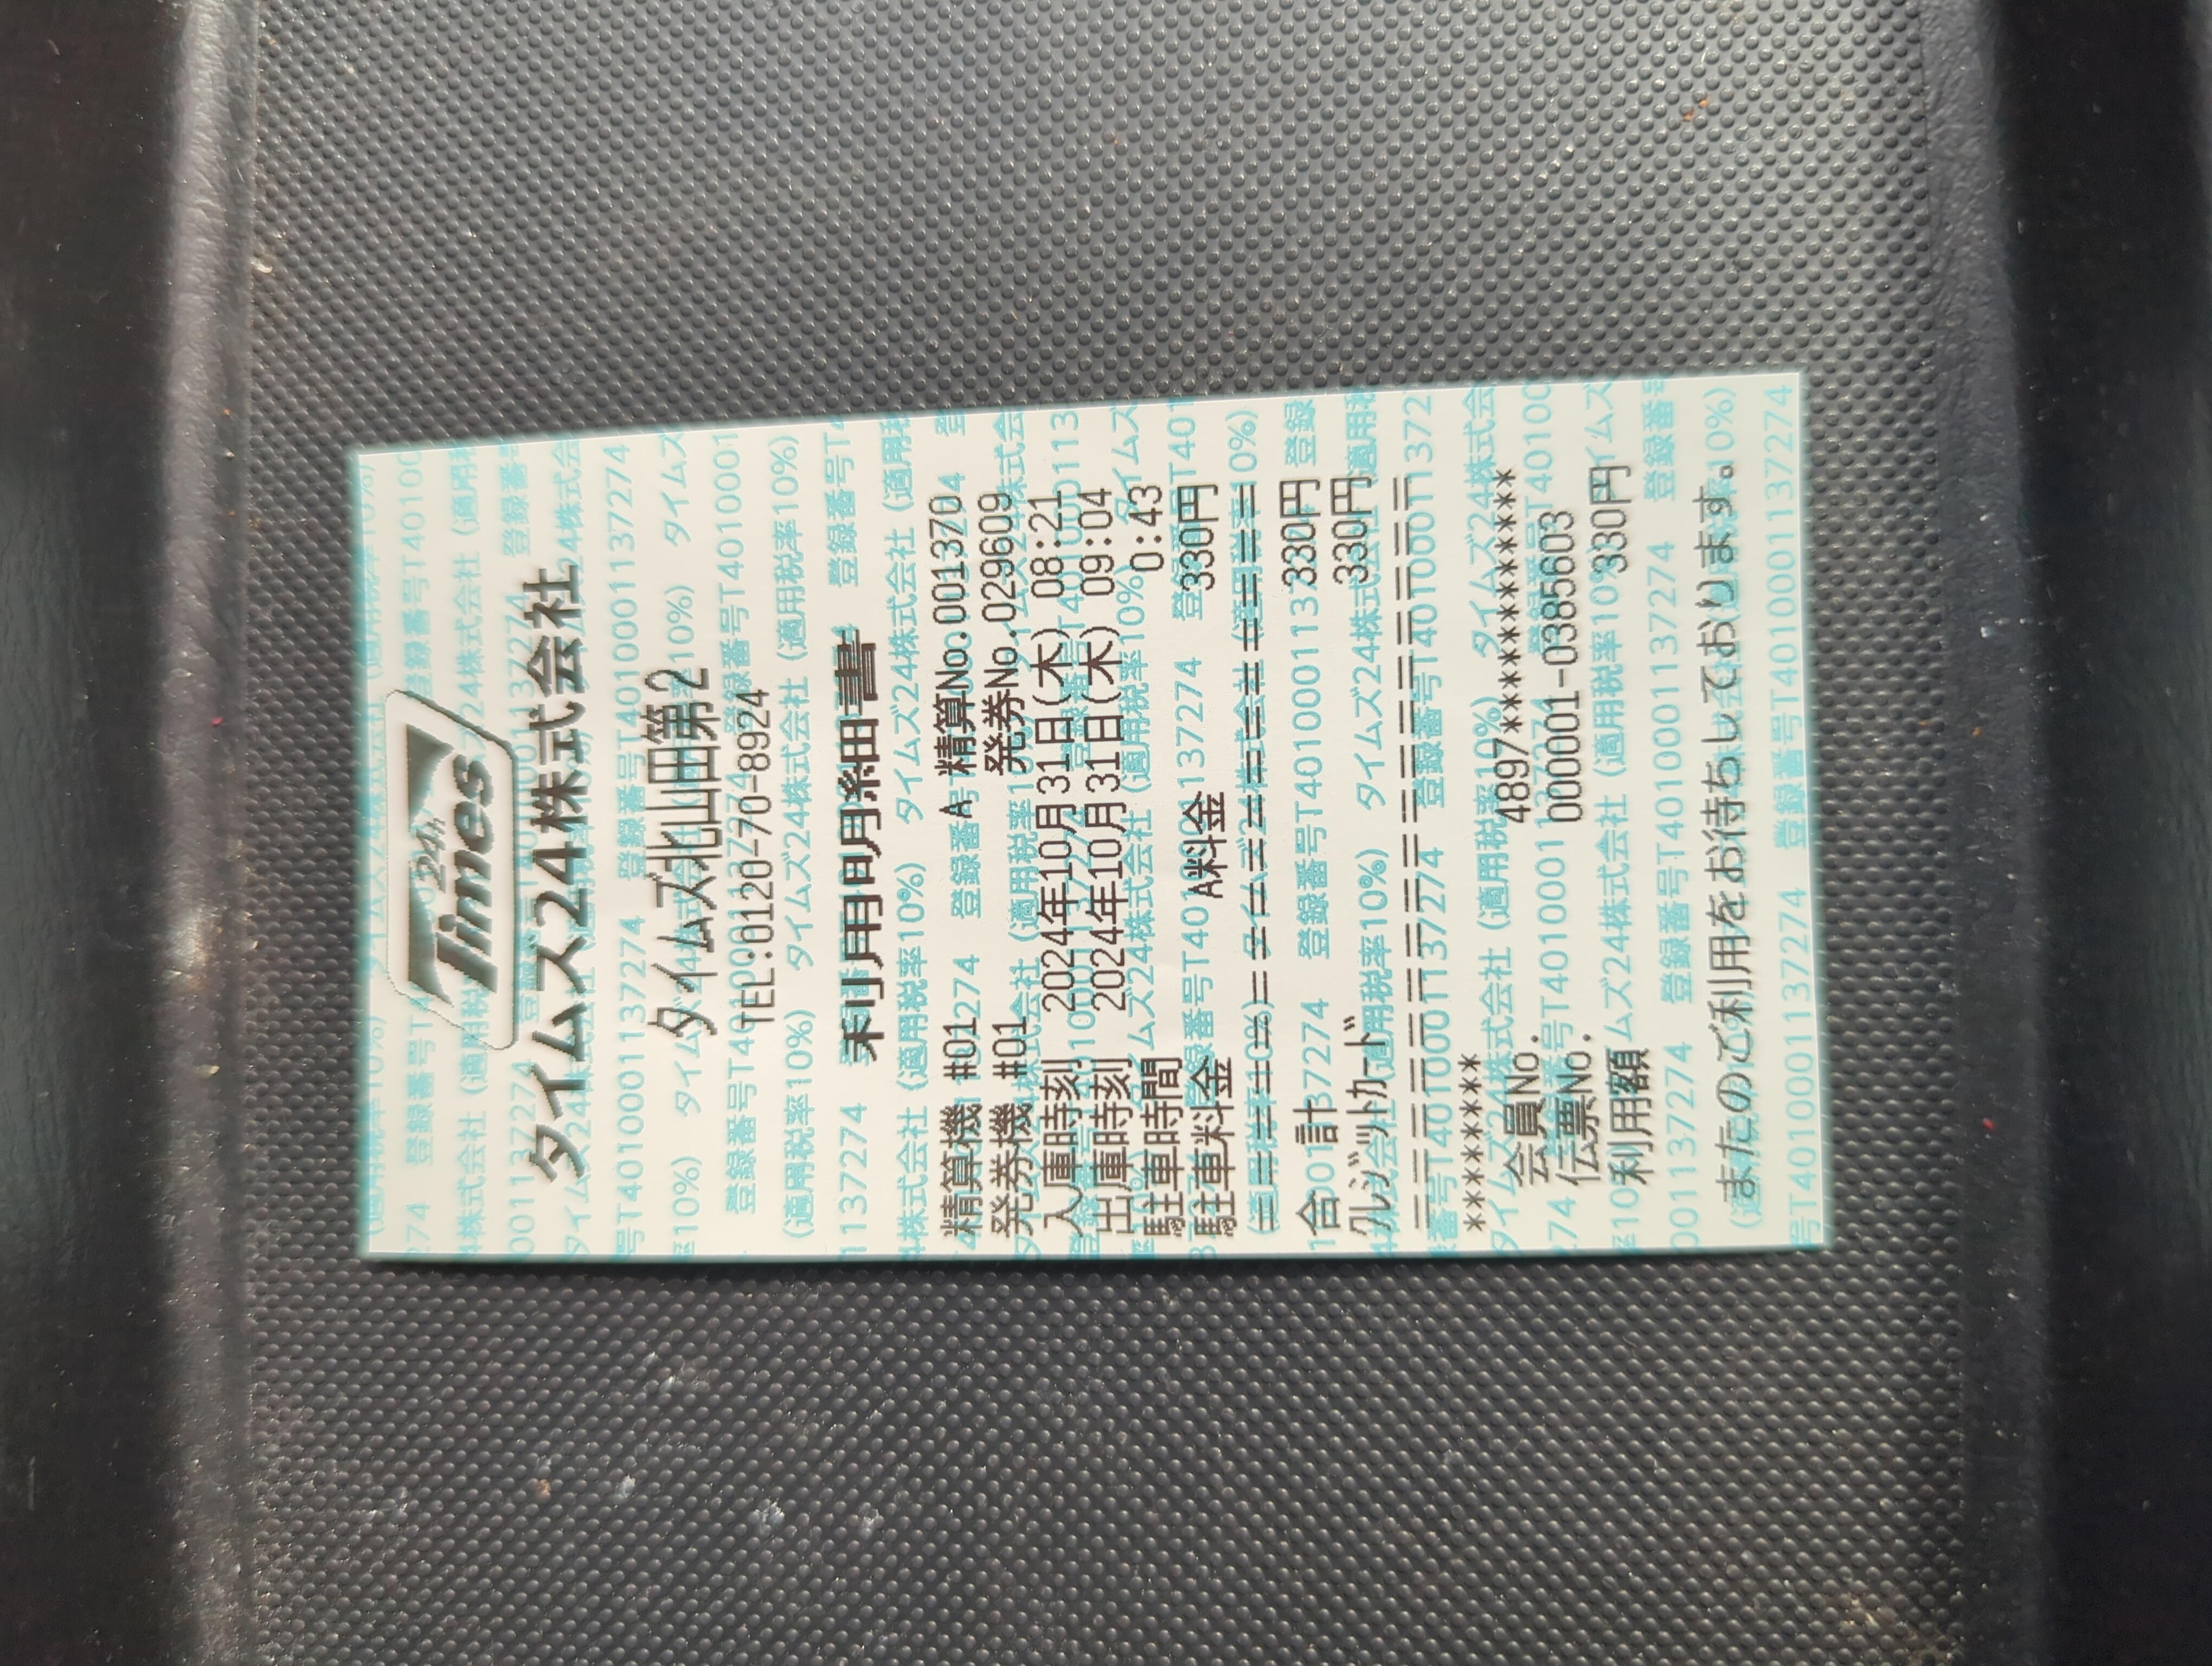 24h
Times
タイムズ24株式会社
タイムズ北山田第2
TEL:0120-70-8924
利用明細書
精算機 #01 A 精算No.001370
発券機 #01 発券No.029609
入庫時刻 2024年10月31日(木) 08:21
出庫時刻 2024年10月31日(木) 09:04
駐車時間 0:43
駐車料金 A料金 330円
====================
合計 330円
クレジットカード 330円
====================
*******
会員No. 4897************
伝票No. 000001-0385603
利用額 330円
またのご利用をお待ちしております。
タイムズ24株式会社 (適用税率10%) 登録番号T4010001137274